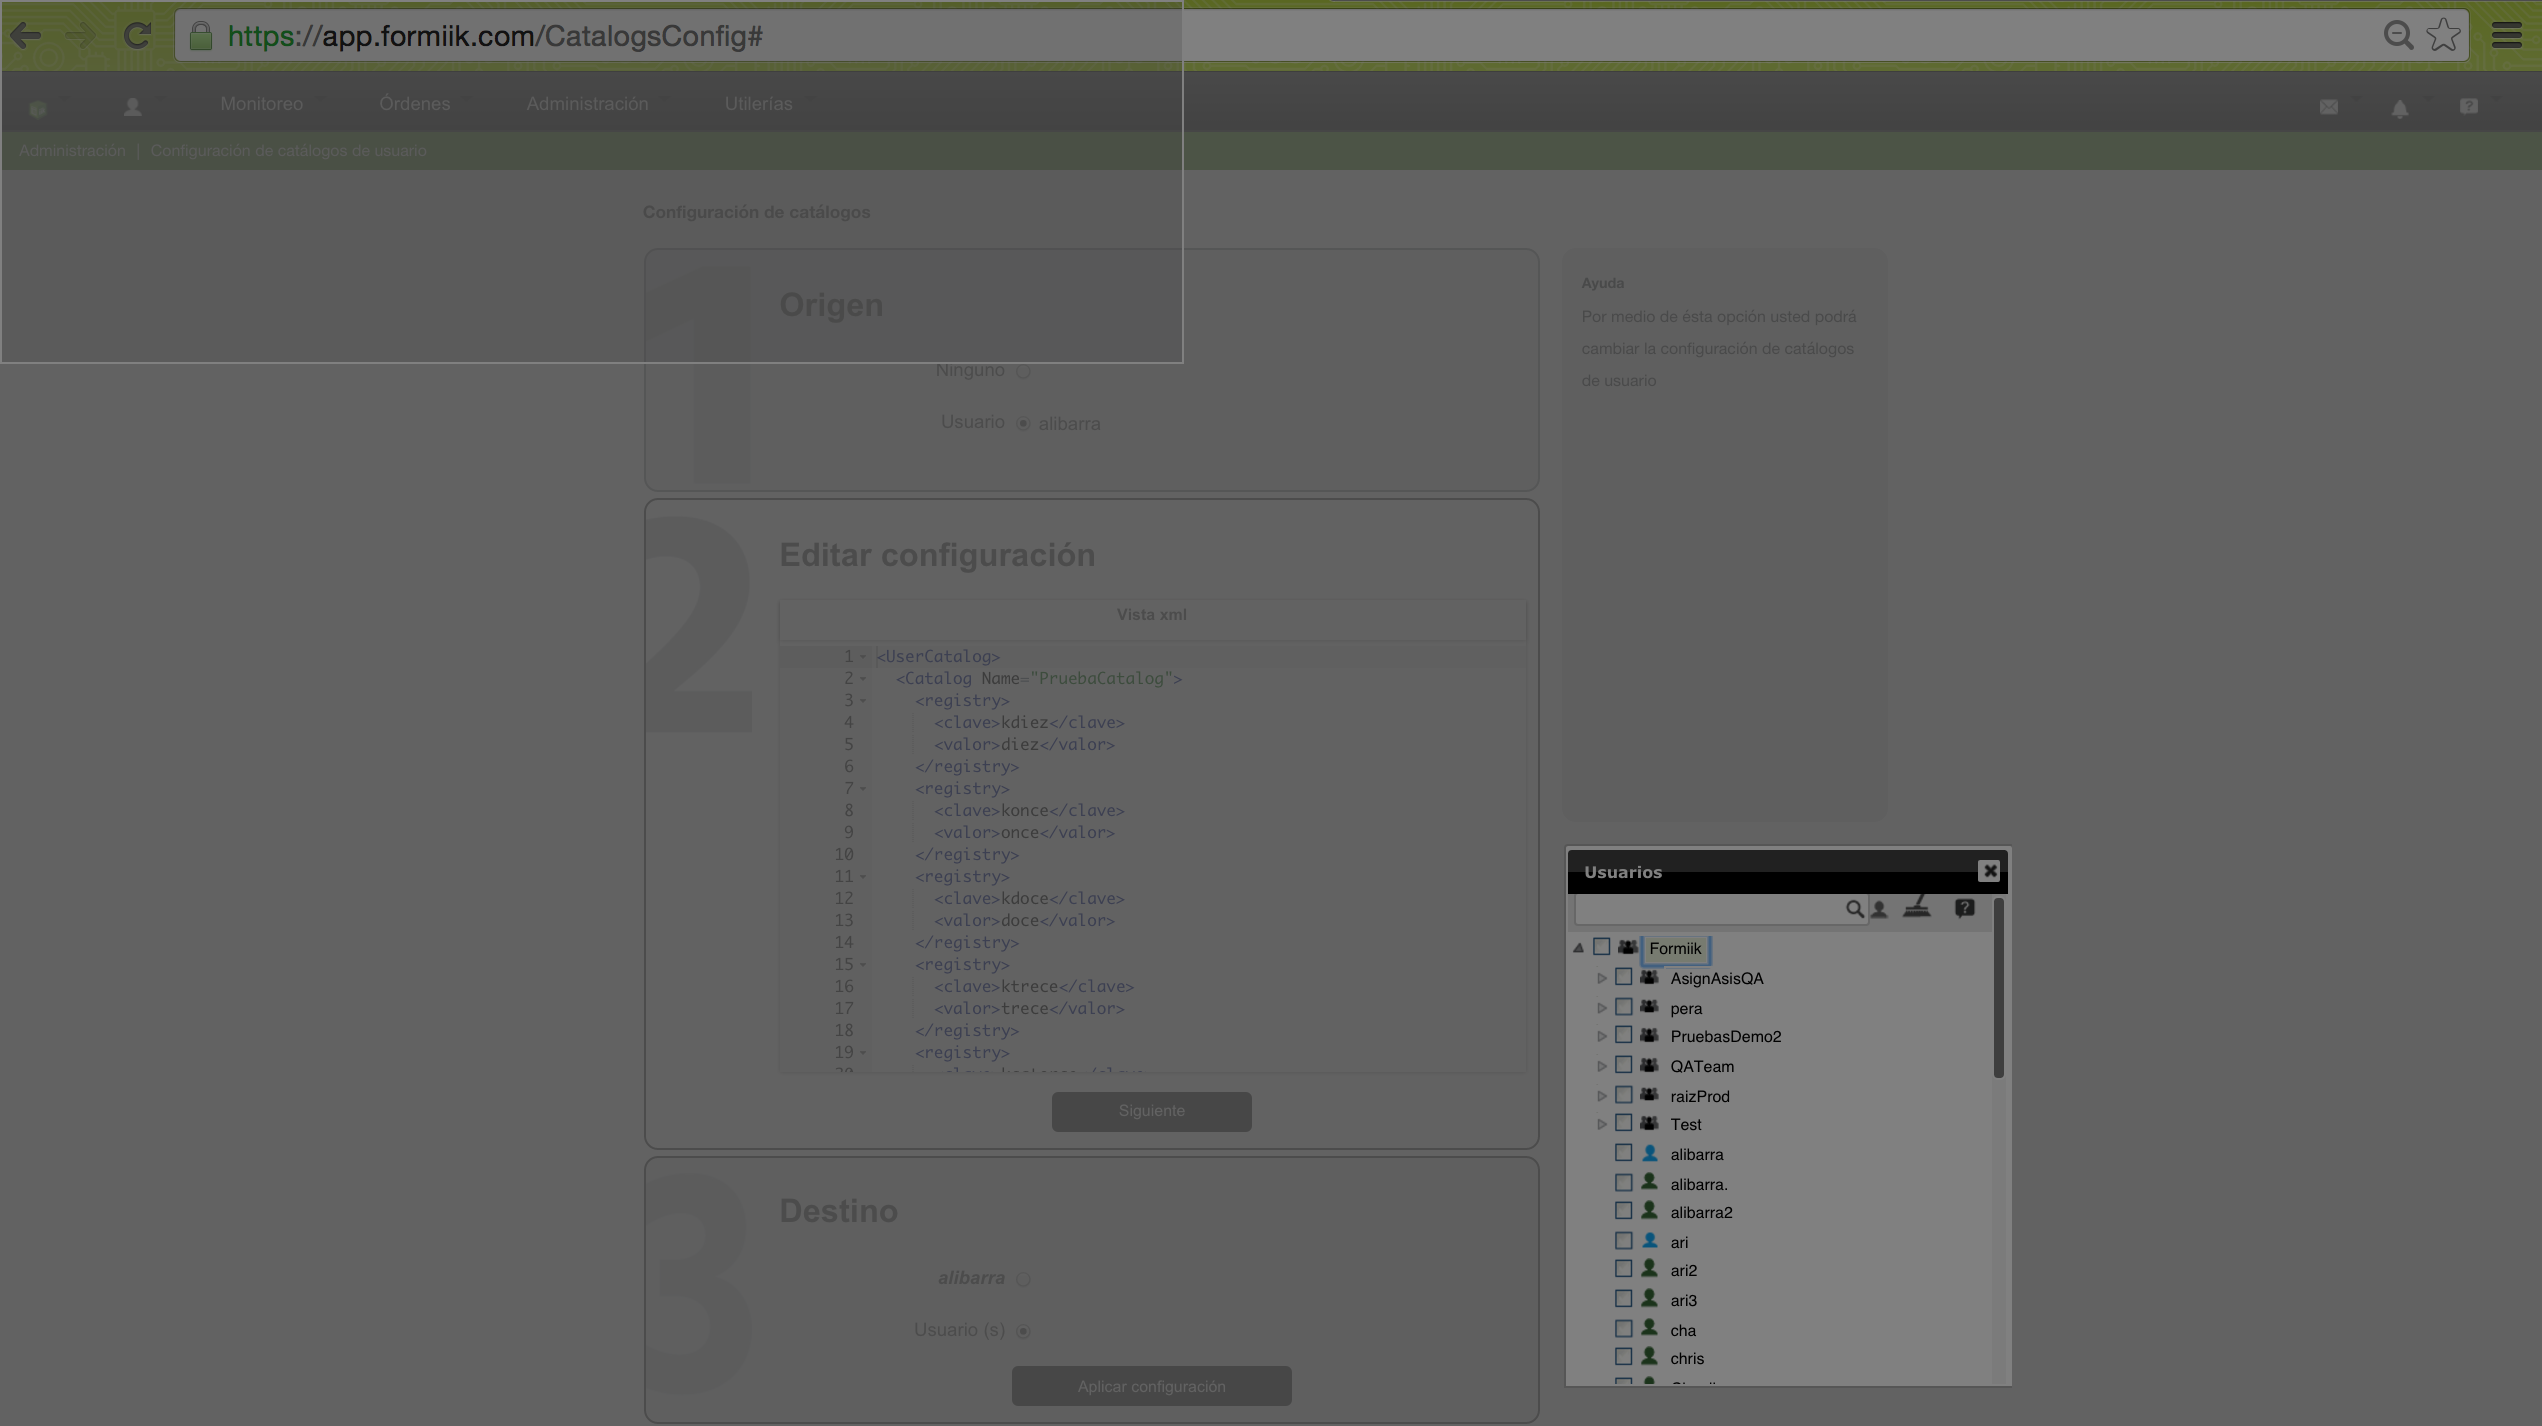 https://app.formiik.com/CatalogsConfig#
Monitoreo Órdenes Administración Utilerías
Administración | Configuración de catálogos de usuario
Configuración de catálogos
1
Origen
Ninguno
Usuario alibarra
Ayuda
Por medio de ésta opción usted podrá
cambiar la configuración de catálogos
de usuario
2
Editar configuración
Vista xml
1 <UserCatalog>
2 <Catalog Name="PruebaCatalog">
3 <registry>
4 <clave>kdiez</clave>
5 <valor>diez</valor>
6 </registry>
7 <registry>
8 <clave>konce</clave>
9 <valor>once</valor>
10 </registry>
11 <registry>
12 <clave>kdoce</clave>
13 <valor>doce</valor>
14 </registry>
15 <registry>
16 <clave>ktrece</clave>
17 <valor>trece</valor>
18 </registry>
19 <registry>
Siguiente
3
Destino
alibarra
Usuario (s)
Aplicar configuración
Usuarios
Formiik
AsignAsisQA
pera
PruebasDemo2
QATeam
raizProd
Test
alibarra
alibarra.
alibarra2
ari
ari2
ari3
cha
chris